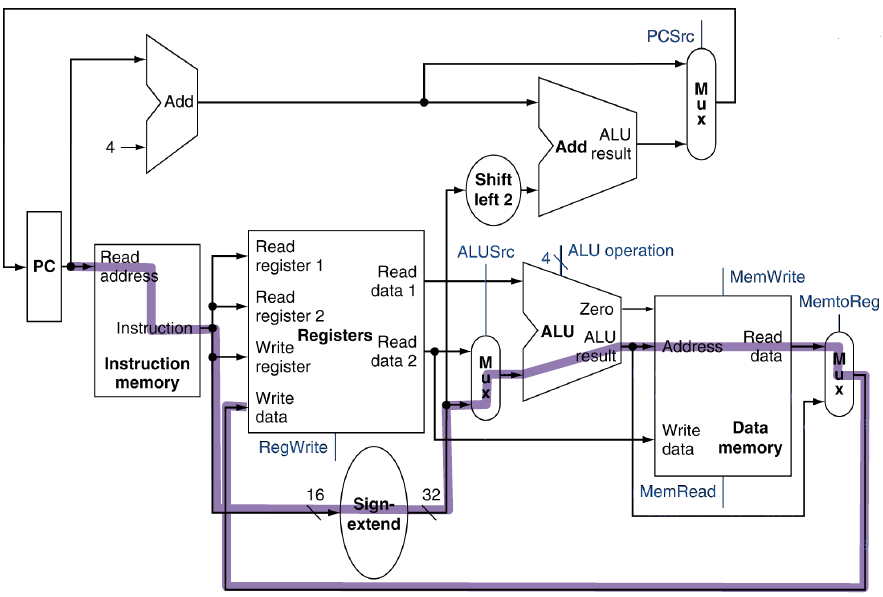 PCSrc
M
u
x
Add
4
Add
ALU
result
Shift
left 2
PC
Read
address
Instruction
Instruction
memory
Read
register 1
Read
register 2
Write
register
Write
data
Registers
Read
data 1
Read
data 2
RegWrite
16
Sign-
extend
32
ALUSrc
M
u
x
4
ALU operation
Zero
ALU
ALU
result
MemWrite
Address
Read
data
Write
data
Data
memory
MemRead
MemtoReg
M
u
x